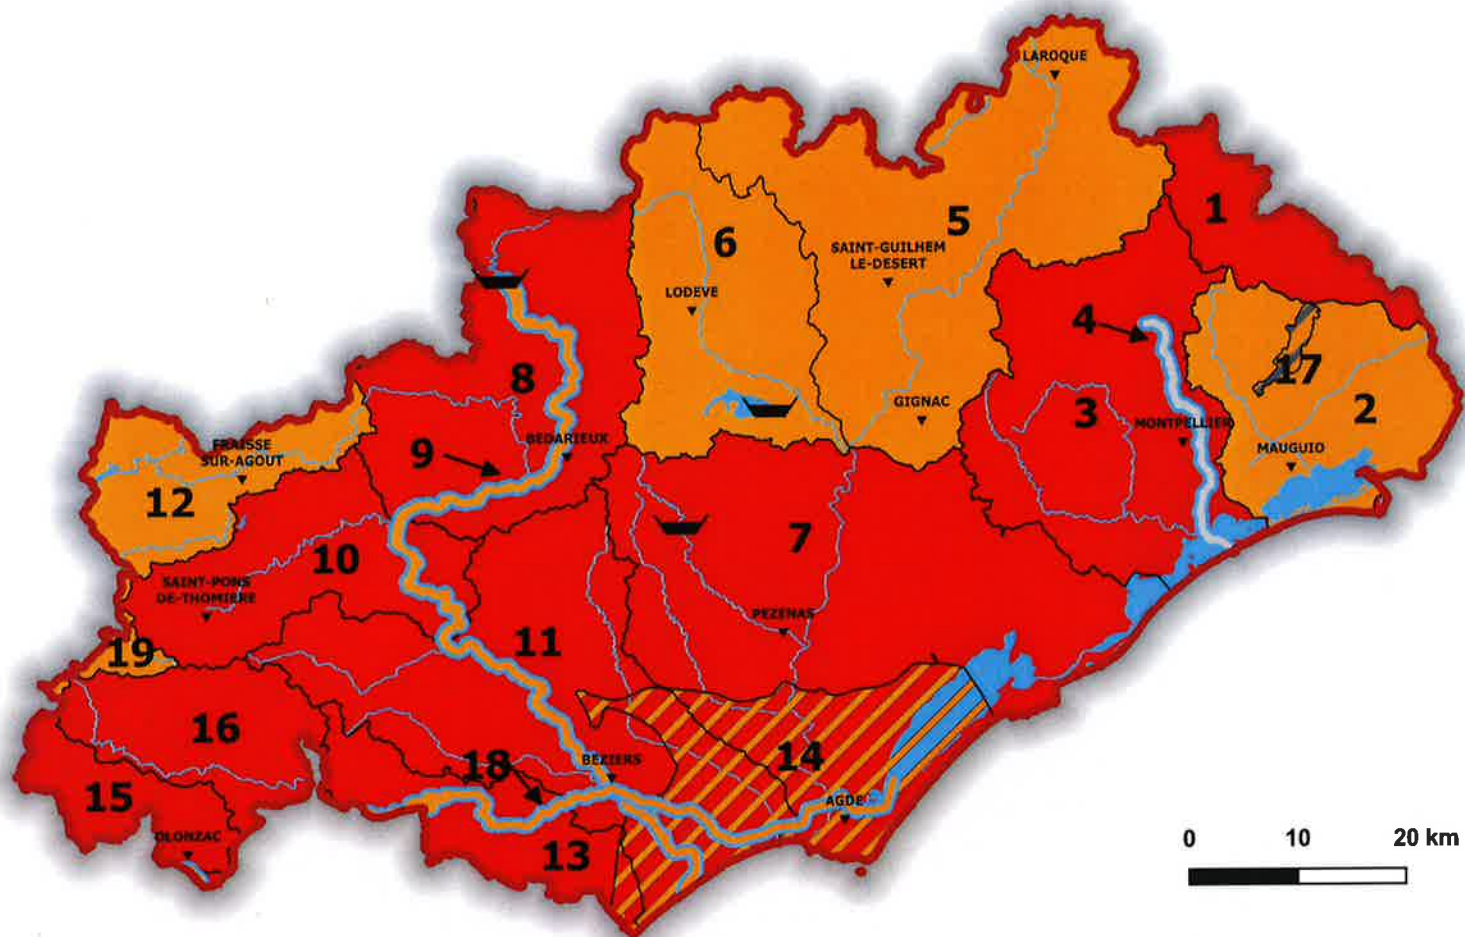 LAROQUE
1
5
6
SAINT-GUILHEM
LE-DESERT
LODEVE
4
17
8
GIGNAC
2
3
MONTPELLIER
BEDARIEUX
FRAISSE
SUR-AGOUT
9
MAUGUIO
12
7
10
SAINT-PONS
DE-THOMIERE
PEZENAS
11
19
16
14
18
BEZIERS
15
AGDE
OLONZAC
13
0 10 20 km